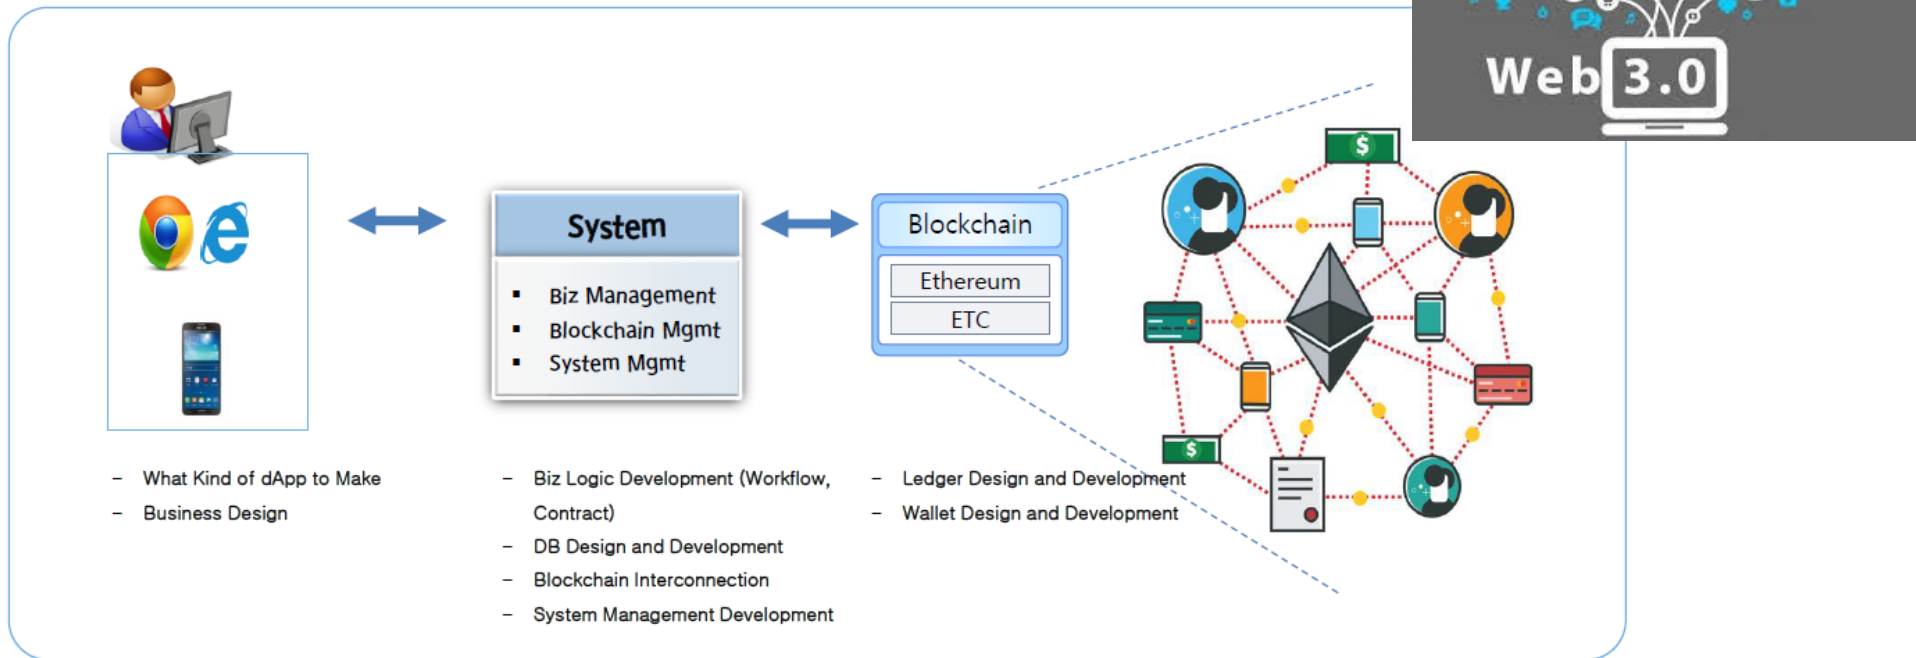 Web 3.0
System
▪ Biz Management
▪ Blockchain Mgmt
▪ System Mgmt
Blockchain
Ethereum
ETC
$
$
– What Kind of dApp to Make
– Business Design
– Biz Logic Development (Workflow,
Contract)
– DB Design and Development
– Blockchain Interconnection
– System Management Development
– Ledger Design and Development
– Wallet Design and Development